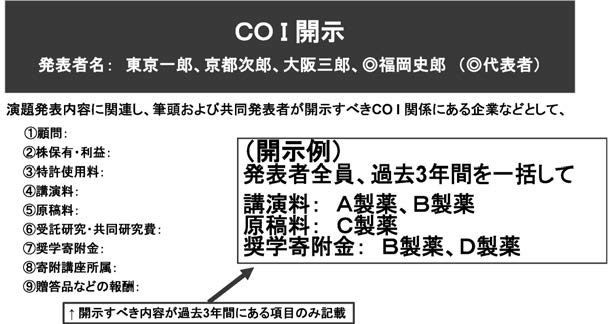 ＣＯＩ開示
発表者名： 東京一郎、京都次郎、大阪三郎、◎福岡史郎 （◎代表者）
演題発表内容に関連し、筆頭および共同発表者が開示すべきＣＯＩ関係にある企業などとして、
①顧問：
②株保有・利益：
③特許使用料：
④講演料：
⑤原稿料：
⑥受託研究・共同研究費：
⑦奨学寄附金：
⑧寄附講座所属：
⑨贈答品などの報酬：
（開示例）
発表者全員、過去3年間を一括して
講演料： Ａ製薬、Ｂ製薬
原稿料： Ｃ製薬
奨学寄附金： Ｂ製薬、Ｄ製薬
↑開示すべき内容が過去3年間にある項目のみ記載